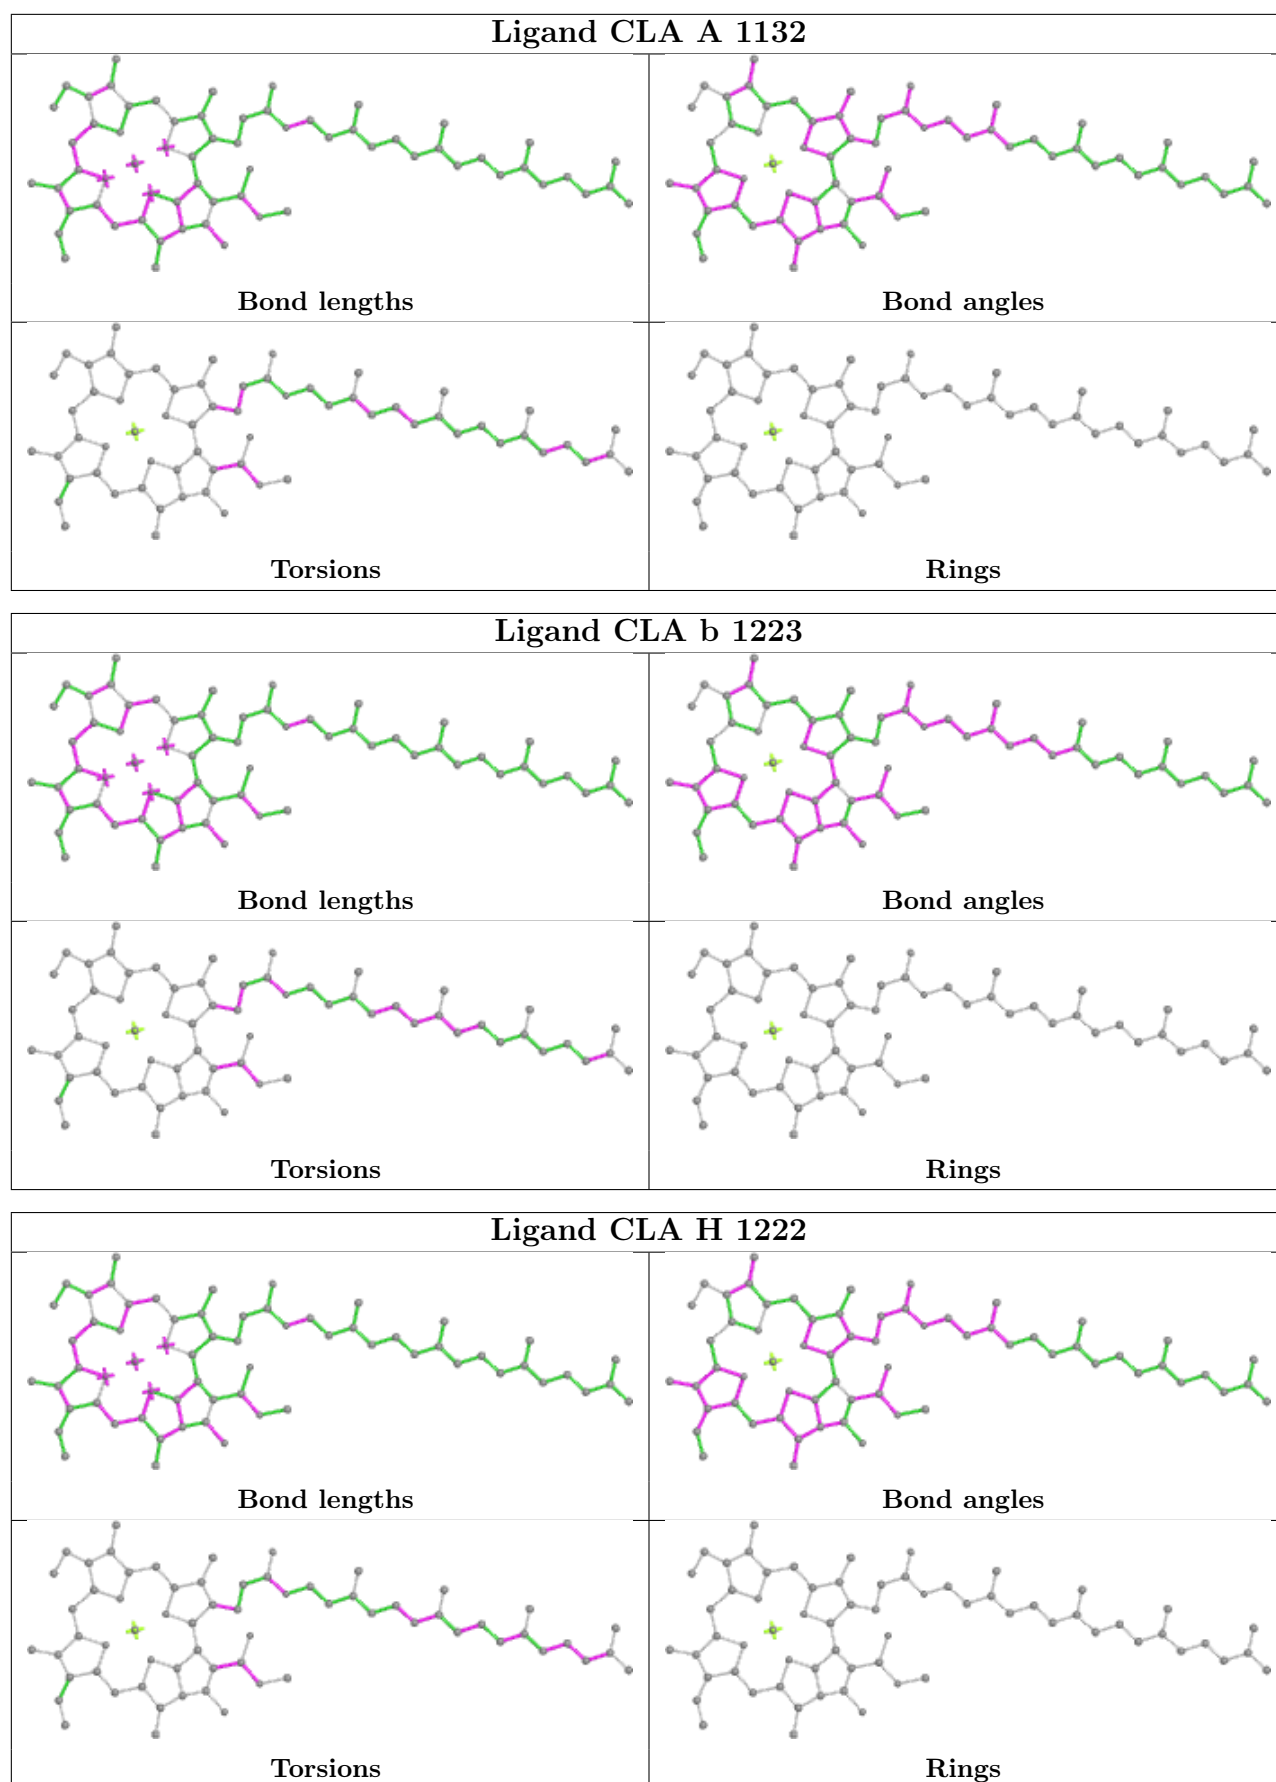 Ligand CLA A 1132
Bond lengths
Bond angles
Torsions
Rings
Ligand CLA b 1223
Bond lengths
Bond angles
Torsions
Rings
Ligand CLA H 1222
Bond lengths
Bond angles
Torsions
Rings